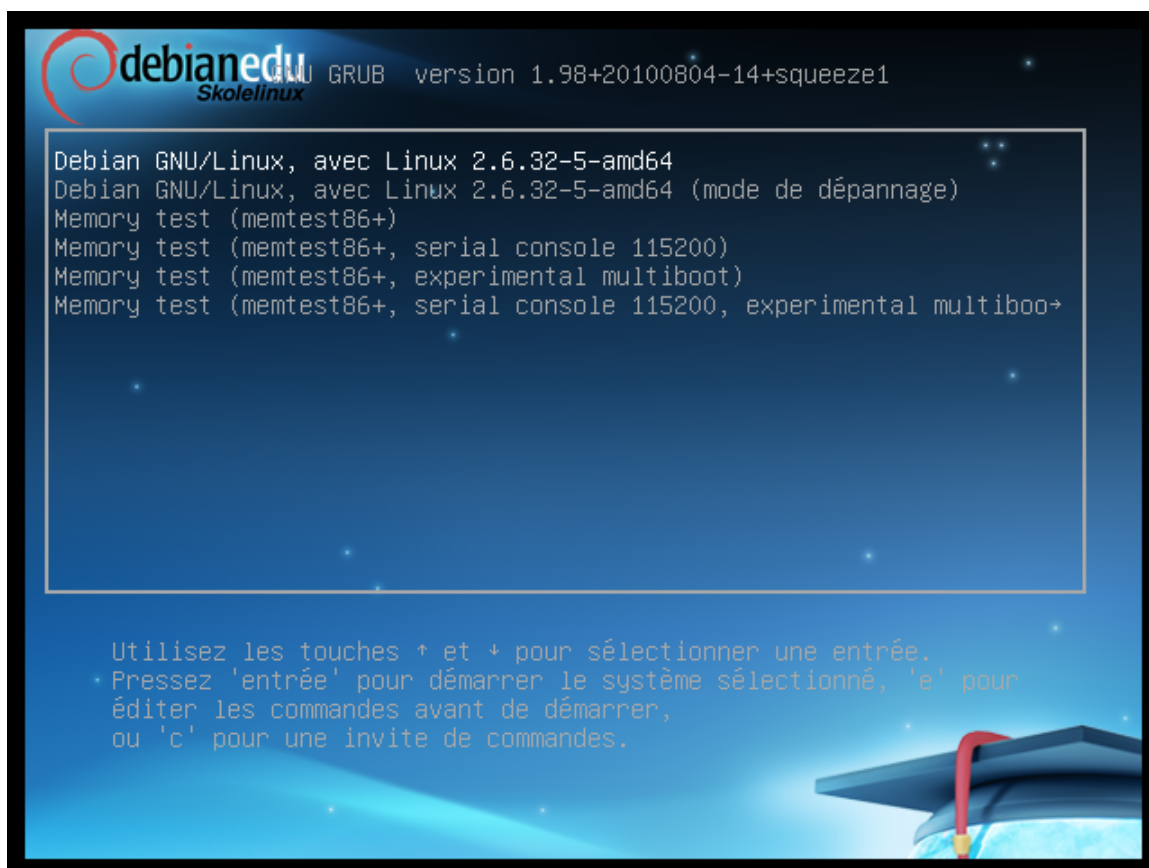 debianedu
Skolelinux
GNU GRUB  version 1.98+20100804-14+squeeze1
Debian GNU/Linux, avec Linux 2.6.32-5-amd64
Debian GNU/Linux, avec Linux 2.6.32-5-amd64 (mode de dépannage)
Memory test (memtest86+)
Memory test (memtest86+, serial console 115200)
Memory test (memtest86+, experimental multiboot)
Memory test (memtest86+, serial console 115200, experimental multiboo→
Utilisez les touches ↑ et ↓ pour sélectionner une entrée.
Pressez 'entrée' pour démarrer le système sélectionné, 'e' pour
éditer les commandes avant de démarrer,
ou 'c' pour une invite de commandes.